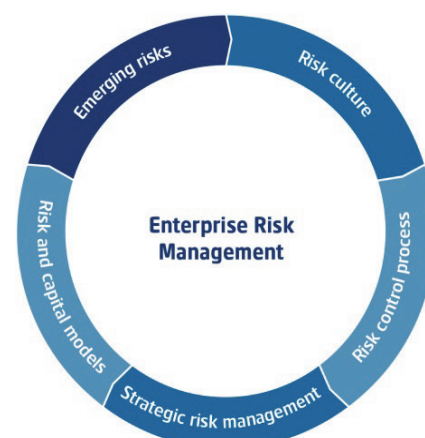 Emerging risks
Risk culture
Risk control process
Strategic risk management
Risk and capital models
Enterprise Risk
Management